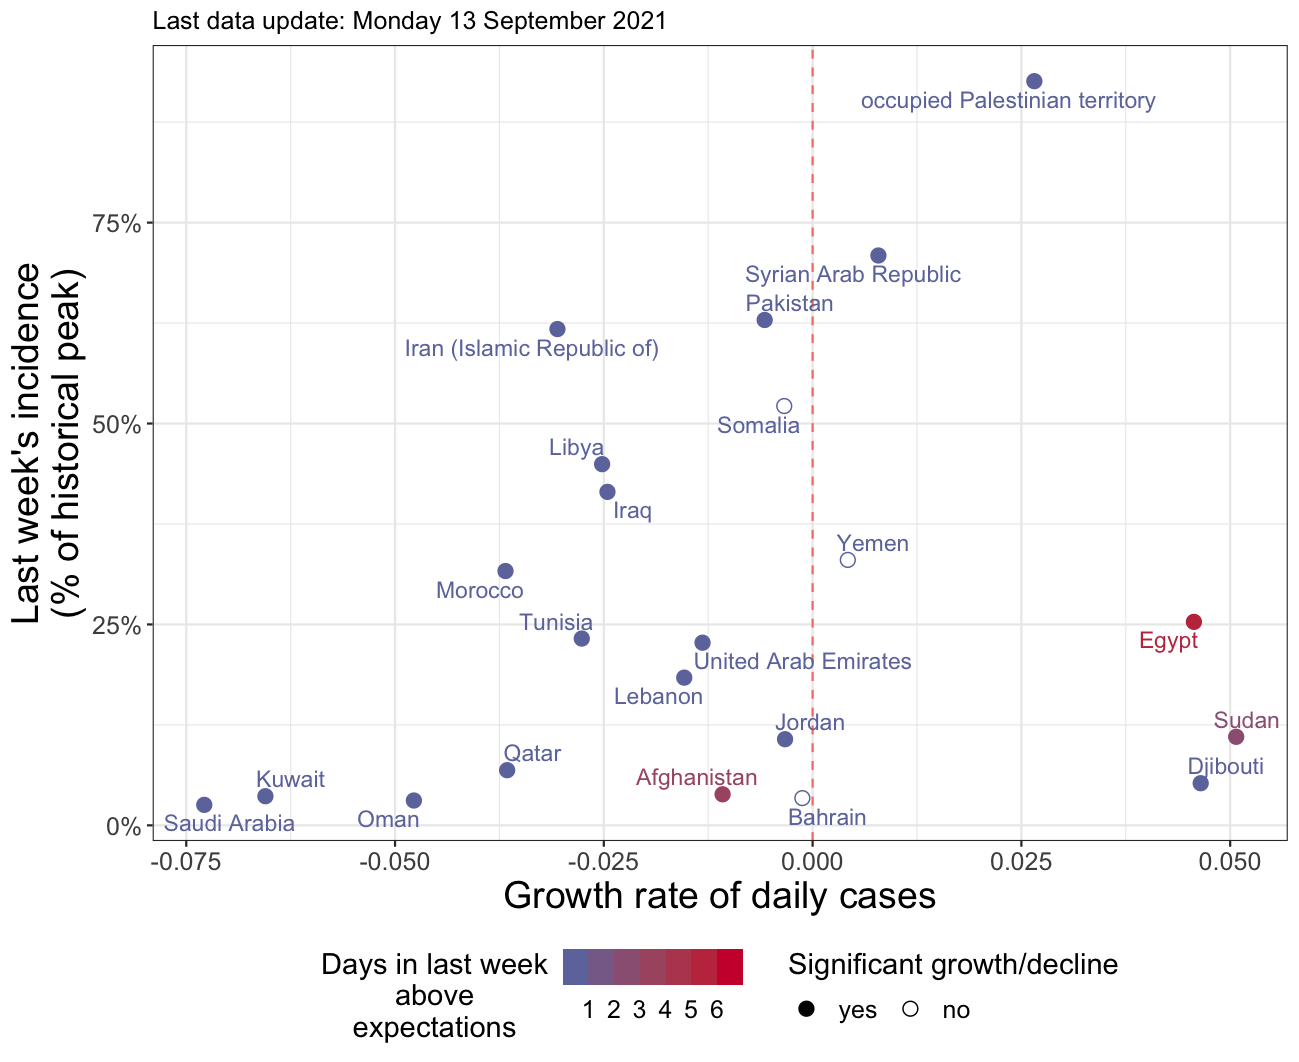 Last data update: Monday 13 September 2021
Last week's incidence
(% of historical peak)
75%
50%
25%
0%
occupied Palestinian territory
Syrian Arab Republic
Pakistan
Iran (Islamic Republic of)
Somalia
Libya
Iraq
Yemen
Morocco
Tunisia
Egypt
United Arab Emirates
Lebanon
Sudan
Jordan
Qatar
Djibouti
Kuwait
Afghanistan
Saudi Arabia
Oman
Bahrain
-0.075 -0.050 -0.025 0.000 0.025 0.050
Growth rate of daily cases
Days in last week
above
expectations
1 2 3 4 5 6
Significant growth/decline
yes no